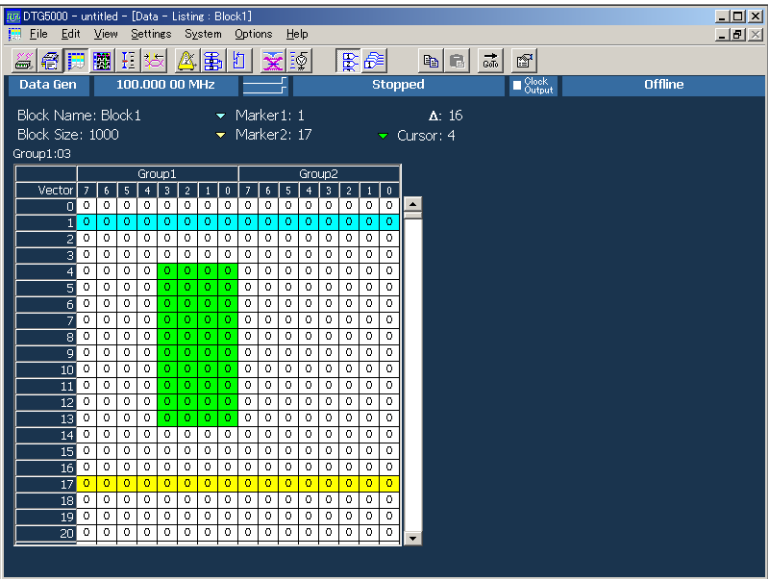 DTG5000 - untitled - [Data - Listing : Block1]
File Edit View Settings System Options Help
Data Gen 100.000 00 MHz Stopped Clock Output Offline
Block Name: Block1 Marker1: 1 Δ: 16
Block Size: 1000 Marker2: 17 Cursor: 4
Group1:03
Group1 Group2
Vector 7 6 5 4 3 2 1 0 7 6 5 4 3 2 1 0
0 0 0 0 0 0 0 0 0 0 0 0 0 0 0 0 0
1 0 0 0 0 0 0 0 0 0 0 0 0 0 0 0 0
2 0 0 0 0 0 0 0 0 0 0 0 0 0 0 0 0
3 0 0 0 0 0 0 0 0 0 0 0 0 0 0 0 0
4 0 0 0 0 0 0 0 0 0 0 0 0 0 0 0 0
5 0 0 0 0 0 0 0 0 0 0 0 0 0 0 0 0
6 0 0 0 0 0 0 0 0 0 0 0 0 0 0 0 0
7 0 0 0 0 0 0 0 0 0 0 0 0 0 0 0 0
8 0 0 0 0 0 0 0 0 0 0 0 0 0 0 0 0
9 0 0 0 0 0 0 0 0 0 0 0 0 0 0 0 0
10 0 0 0 0 0 0 0 0 0 0 0 0 0 0 0 0
11 0 0 0 0 0 0 0 0 0 0 0 0 0 0 0 0
12 0 0 0 0 0 0 0 0 0 0 0 0 0 0 0 0
13 0 0 0 0 0 0 0 0 0 0 0 0 0 0 0 0
14 0 0 0 0 0 0 0 0 0 0 0 0 0 0 0 0
15 0 0 0 0 0 0 0 0 0 0 0 0 0 0 0 0
16 0 0 0 0 0 0 0 0 0 0 0 0 0 0 0 0
17 0 0 0 0 0 0 0 0 0 0 0 0 0 0 0 0
18 0 0 0 0 0 0 0 0 0 0 0 0 0 0 0 0
19 0 0 0 0 0 0 0 0 0 0 0 0 0 0 0 0
20 0 0 0 0 0 0 0 0 0 0 0 0 0 0 0 0